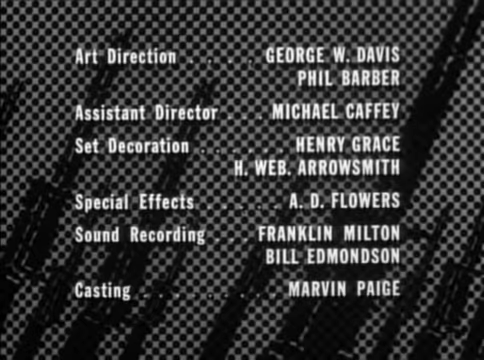 Art Direction . . . . GEORGE W. DAVIS
PHIL BARBER
Assistant Director . . . MICHAEL CAFFEY
Set Decoration . . . . . . HENRY GRACE
H. WEB. ARROWSMITH
Special Effects . . . . . . A. D. FLOWERS
Sound Recording . . . FRANKLIN MILTON
BILL EDMONDSON
Casting . . . . . . . . . . MARVIN PAIGE